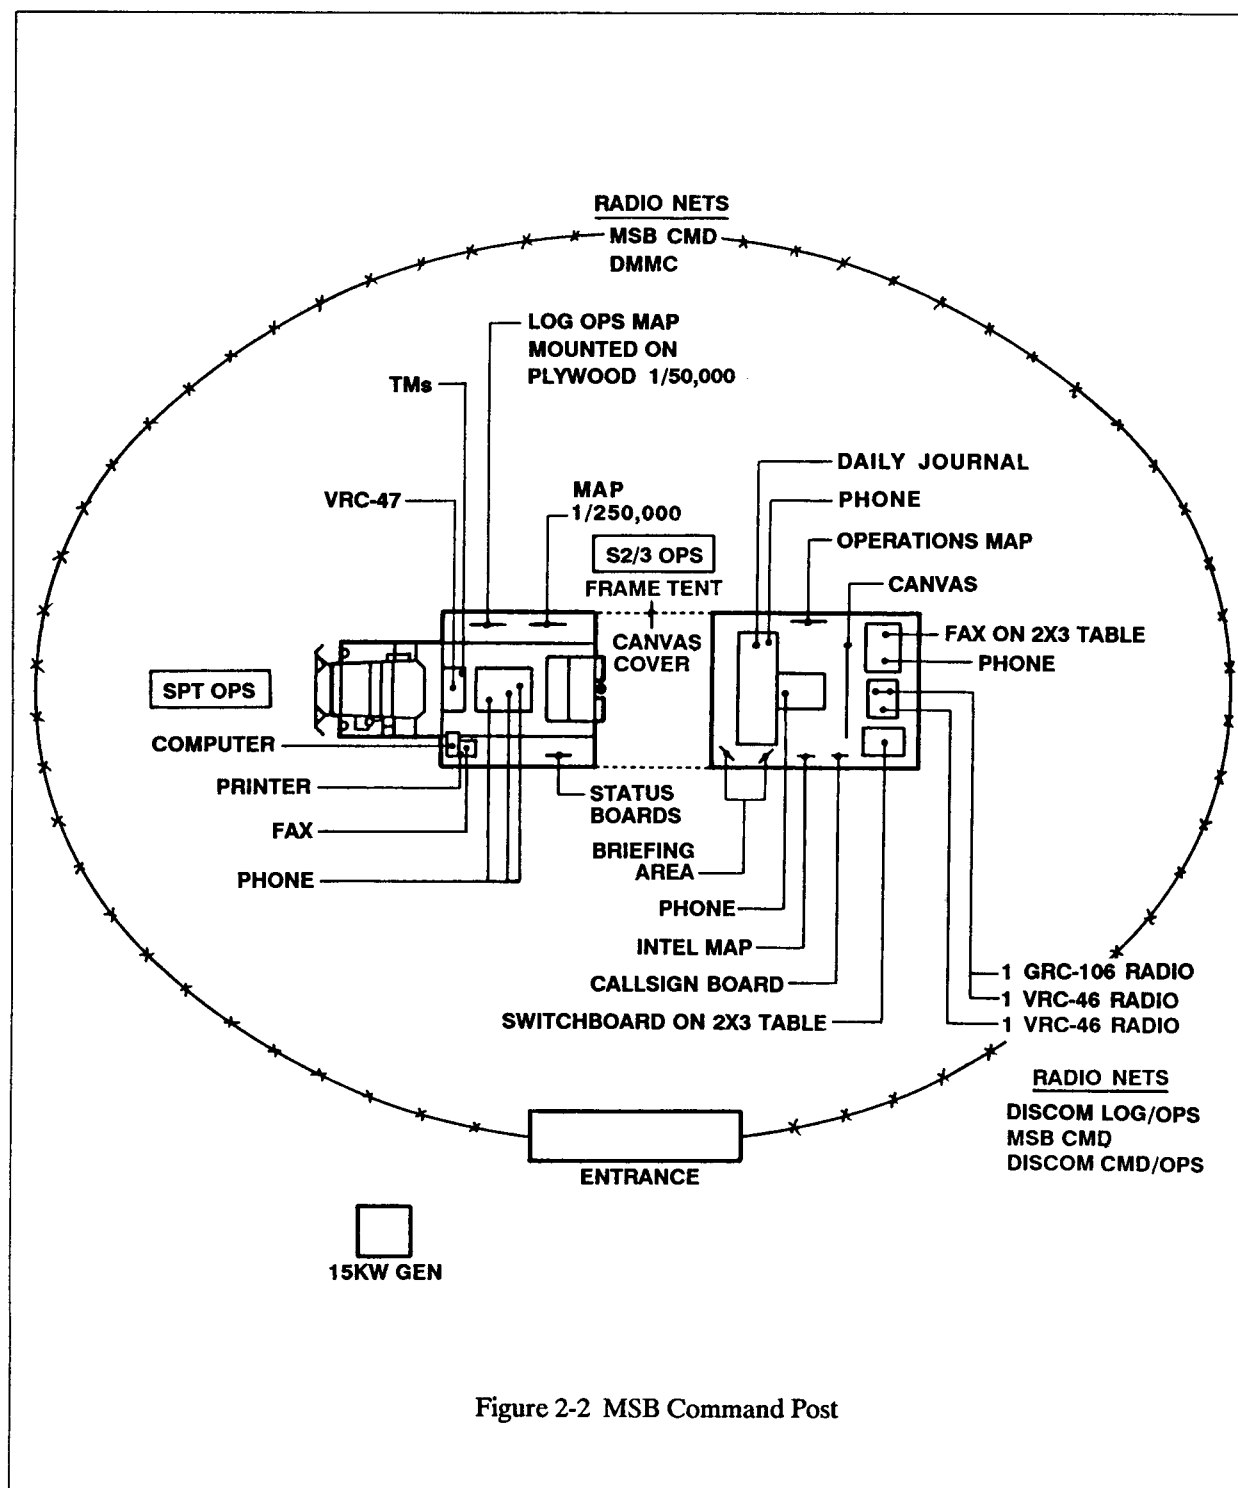 RADIO NETS
MSB CMD
DMMC
LOG OPS MAP
MOUNTED ON
PLYWOOD 1/50,000
TMs
DAILY JOURNAL
VRC-47
MAP
1/250,000
PHONE
S2/3 OPS
OPERATIONS MAP
FRAME TENT
CANVAS
CANVAS
COVER
FAX ON 2X3 TABLE
PHONE
SPT OPS
COMPUTER
PRINTER
STATUS
BOARDS
FAX
BRIEFING
AREA
PHONE
PHONE
INTEL MAP
CALLSIGN BOARD
SWITCHBOARD ON 2X3 TABLE
1 GRC-106 RADIO
1 VRC-46 RADIO
1 VRC-46 RADIO
RADIO NETS
DISCOM LOG/OPS
MSB CMD
DISCOM CMD/OPS
ENTRANCE
15KW GEN
Figure 2-2 MSB Command Post